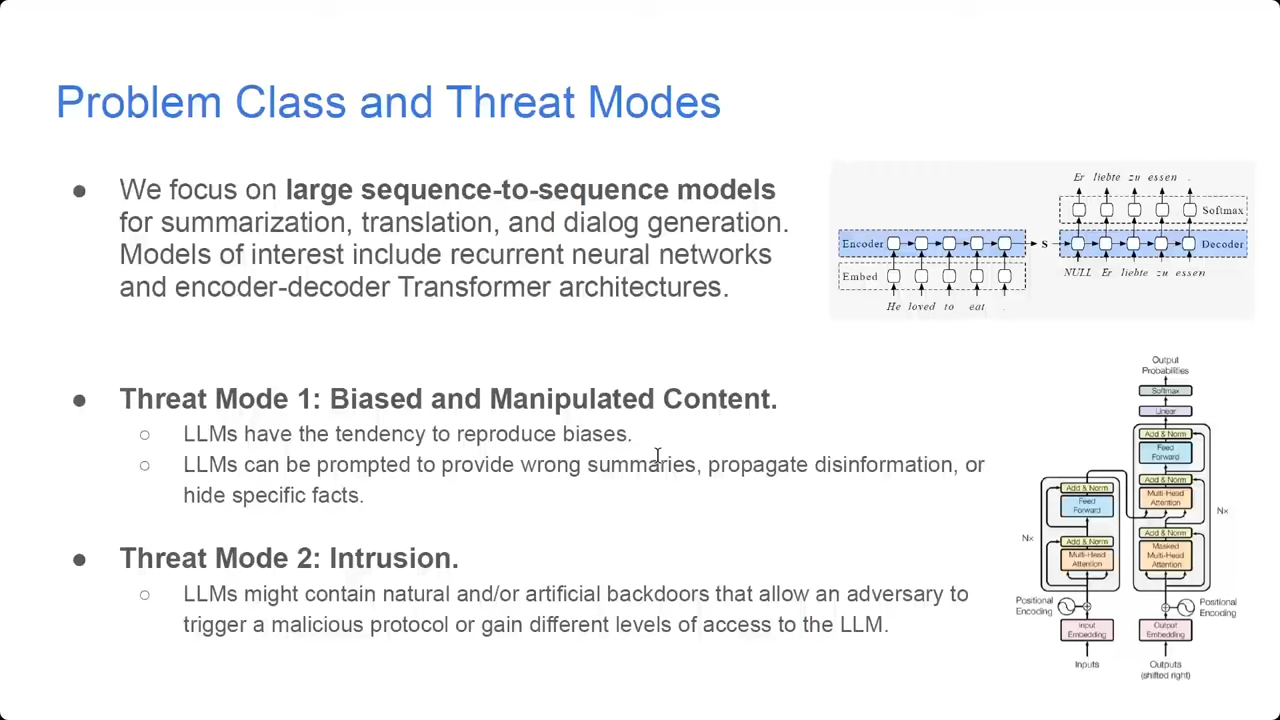 Problem Class and Threat Modes
● We focus on large sequence-to-sequence models
for summarization, translation, and dialog generation.
Models of interest include recurrent neural networks
and encoder-decoder Transformer architectures.
● Threat Mode 1: Biased and Manipulated Content.
○ LLMs have the tendency to reproduce biases.
○ LLMs can be prompted to provide wrong summaries, propagate disinformation, or
hide specific facts.
● Threat Mode 2: Intrusion.
○ LLMs might contain natural and/or artificial backdoors that allow an adversary to
trigger a malicious protocol or gain different levels of access to the LLM.
Er liebte zu essen .
Softmax
Encoder
S
Decoder
Embed
NULL Er liebte zu essen
He loved to eat .
Output
Probabilities
Softmax
Linear
Add & Norm
Feed
Forward
Add & Norm
Multi-Head
Attention
Add & Norm
Feed
Forward
Nx
Nx
Add & Norm
Multi-Head
Attention
Add & Norm
Masked
Multi-Head
Attention
Positional
Encoding
Positional
Encoding
Input
Embedding
Output
Embedding
Inputs
Outputs
(shifted right)